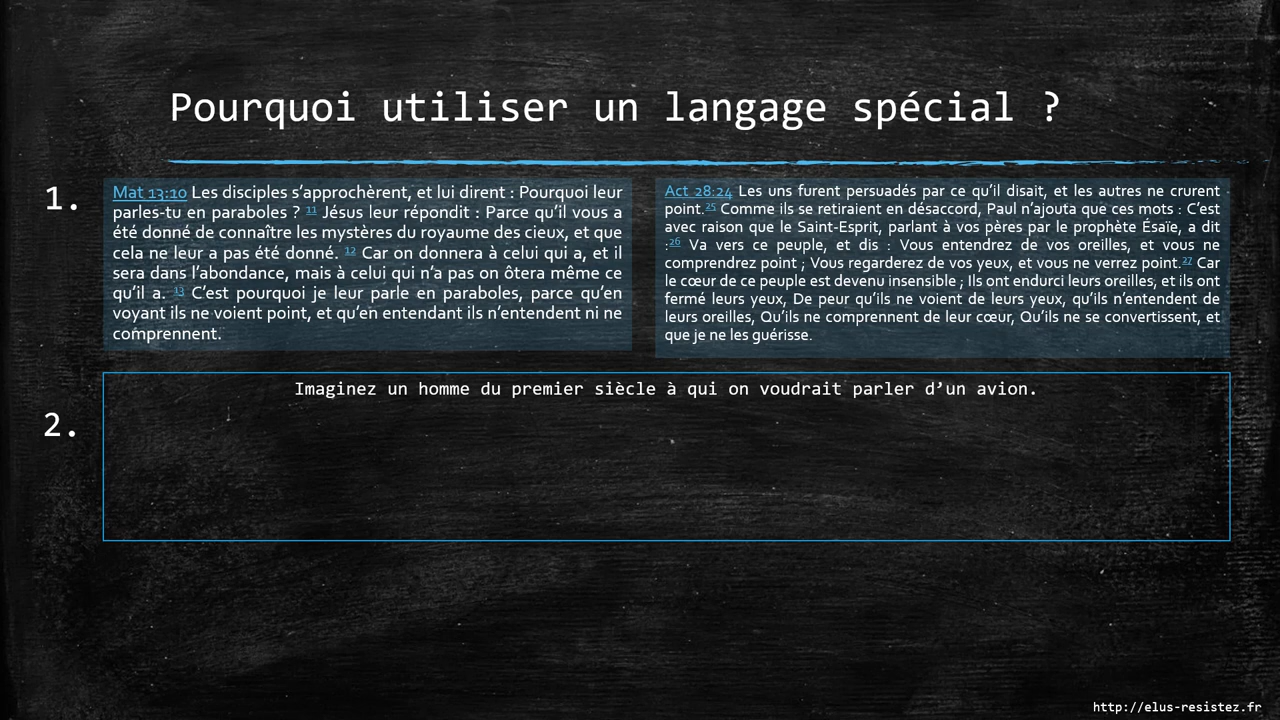 Pourquoi utiliser un langage spécial ?
1.
Mat 13:10 Les disciples s’approchèrent, et lui dirent : Pourquoi leur
parles-tu en paraboles ? 11 Jésus leur répondit : Parce qu’il vous a
été donné de connaître les mystères du royaume des cieux, et que
cela ne leur a pas été donné. 12 Car on donnera à celui qui a, et il
sera dans l’abondance, mais à celui qui n’a pas on ôtera même ce
qu’il a. 13 C’est pourquoi je leur parle en paraboles, parce qu’en
voyant ils ne voient point, et qu’en entendant ils n’entendent ni ne
comprennent.
Act 28:24 Les uns furent persuadés par ce qu’il disait, et les autres ne crurent
point.25 Comme ils se retiraient en désaccord, Paul n’ajouta que ces mots : C’est
avec raison que le Saint-Esprit, parlant à vos pères par le prophète Ésaïe, a dit
:26 Va vers ce peuple, et dis : Vous entendrez de vos oreilles, et vous ne
comprendrez point ; Vous regarderez de vos yeux, et vous ne verrez point.27 Car
le cœur de ce peuple est devenu insensible ; Ils ont endurci leurs oreilles, et ils ont
fermé leurs yeux, De peur qu’ils ne voient de leurs yeux, qu’ils n’entendent de
leurs oreilles, Qu’ils ne comprennent de leur cœur, Qu’ils ne se convertissent, et
que je ne les guérisse.
2.
Imaginez un homme du premier siècle à qui on voudrait parler d’un avion.
http://elus-resistez.fr